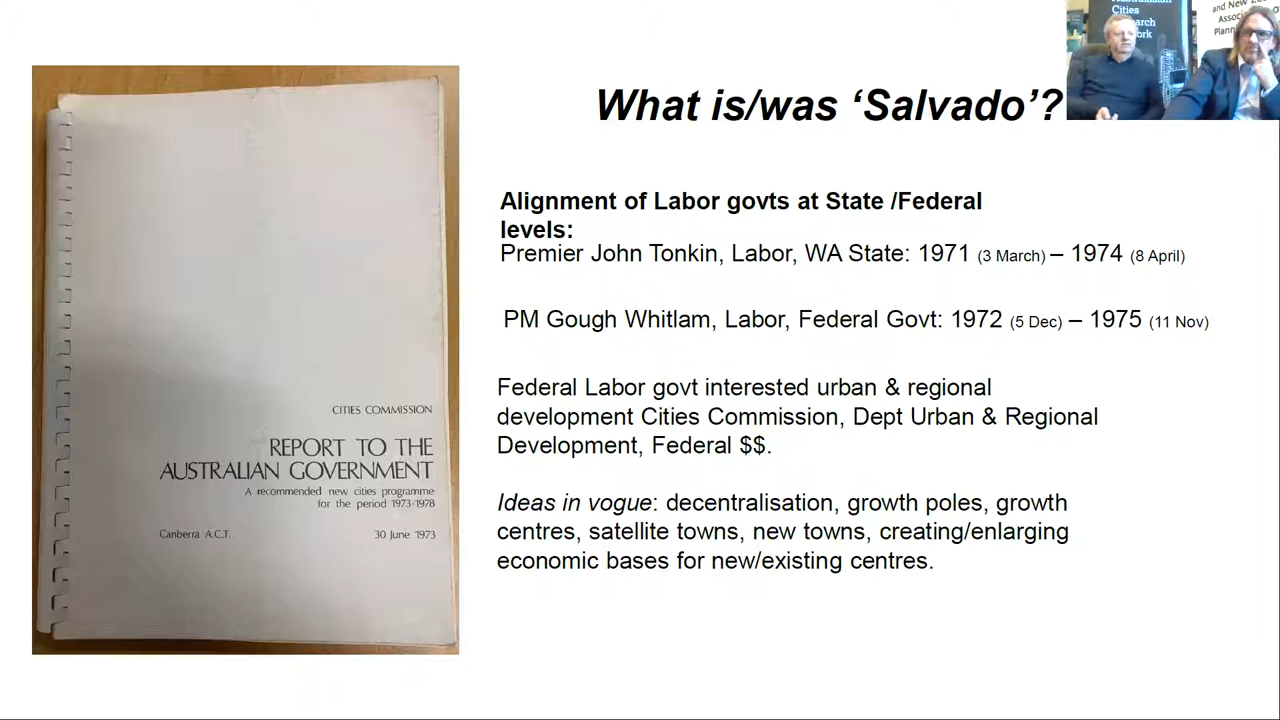 Cities
and New
Association
What is/was ‘Salvado’?
Alignment of Labor govts at State /Federal
levels:
Premier John Tonkin, Labor, WA State: 1971 (3 March) – 1974 (8 April)
PM Gough Whitlam, Labor, Federal Govt: 1972 (5 Dec) – 1975 (11 Nov)
Federal Labor govt interested urban & regional
development Cities Commission, Dept Urban & Regional
Development, Federal $$.
Ideas in vogue: decentralisation, growth poles, growth
centres, satellite towns, new towns, creating/enlarging
economic bases for new/existing centres.
CITIES COMMISSION
REPORT TO THE
AUSTRALIAN GOVERNMENT
A recommended new cities programme
for the period 1973-1978
Canberra A.C.T. 30 June 1973